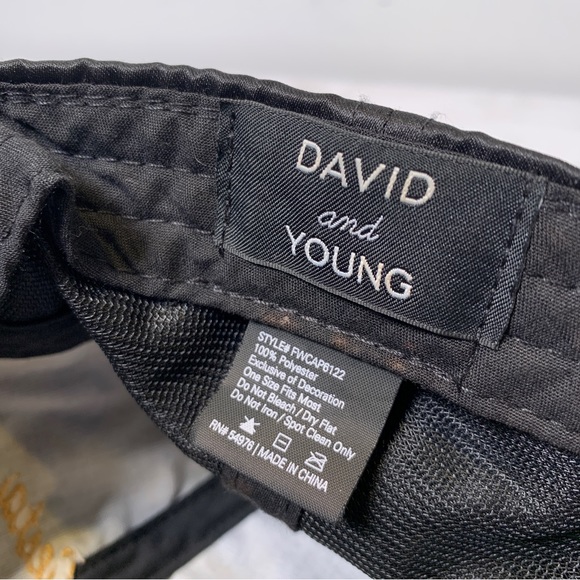 DAVID
and
YOUNG
STYLE# FWCAP6122
100% Polyester
Exclusive of Decoration
One Size Fits Most
Do Not Bleach / Dry Flat
Do Not Iron / Spot Clean Only
RN# 54976 | MADE IN CHINA